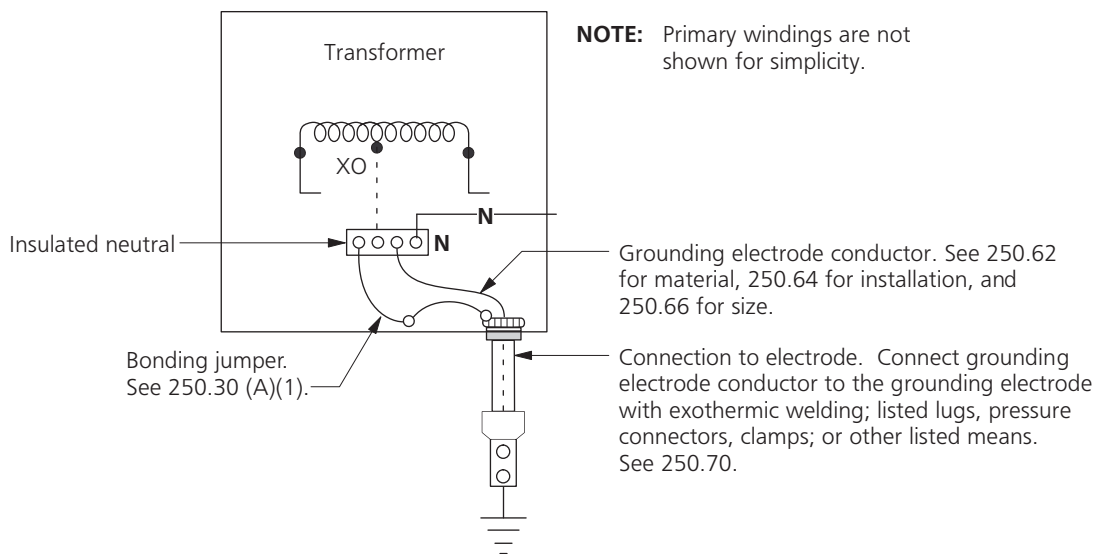 Transformer
NOTE: Primary windings are not
shown for simplicity.
XO
N
Insulated neutral
N
Grounding electrode conductor. See 250.62
for material, 250.64 for installation, and
250.66 for size.
Bonding jumper.
See 250.30 (A)(1).
Connection to electrode. Connect grounding
electrode conductor to the grounding electrode
with exothermic welding; listed lugs, pressure
connectors, clamps; or other listed means.
See 250.70.